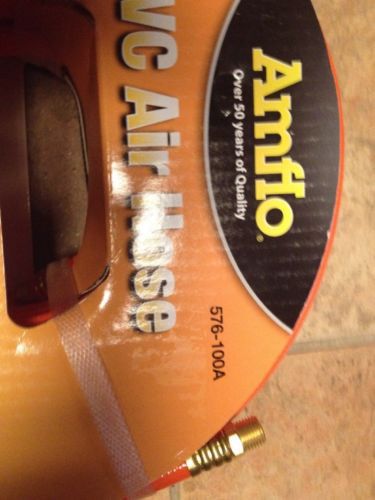 Amflo®
Over 50 years of Quality
VC Air Hose
576-100A